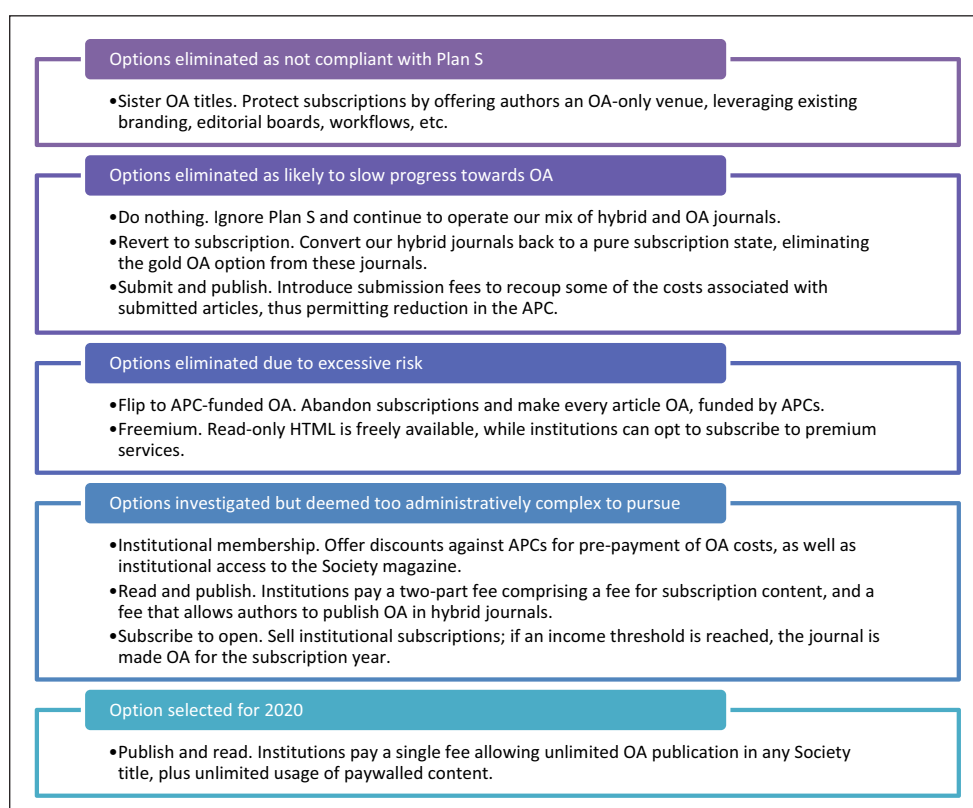 Options eliminated as not compliant with Plan S
•Sister OA titles. Protect subscriptions by offering authors an OA-only venue, leveraging existing
branding, editorial boards, workflows, etc.
Options eliminated as likely to slow progress towards OA
•Do nothing. Ignore Plan S and continue to operate our mix of hybrid and OA journals.
•Revert to subscription. Convert our hybrid journals back to a pure subscription state, eliminating
the gold OA option from these journals.
•Submit and publish. Introduce submission fees to recoup some of the costs associated with
submitted articles, thus permitting reduction in the APC.
Options eliminated due to excessive risk
•Flip to APC-funded OA. Abandon subscriptions and make every article OA, funded by APCs.
•Freemium. Read-only HTML is freely available, while institutions can opt to subscribe to premium
services.
Options investigated but deemed too administratively complex to pursue
•Institutional membership. Offer discounts against APCs for pre-payment of OA costs, as well as
institutional access to the Society magazine.
•Read and publish. Institutions pay a two-part fee comprising a fee for subscription content, and a
fee that allows authors to publish OA in hybrid journals.
•Subscribe to open. Sell institutional subscriptions; if an income threshold is reached, the journal is
made OA for the subscription year.
Option selected for 2020
•Publish and read. Institutions pay a single fee allowing unlimited OA publication in any Society
title, plus unlimited usage of paywalled content.